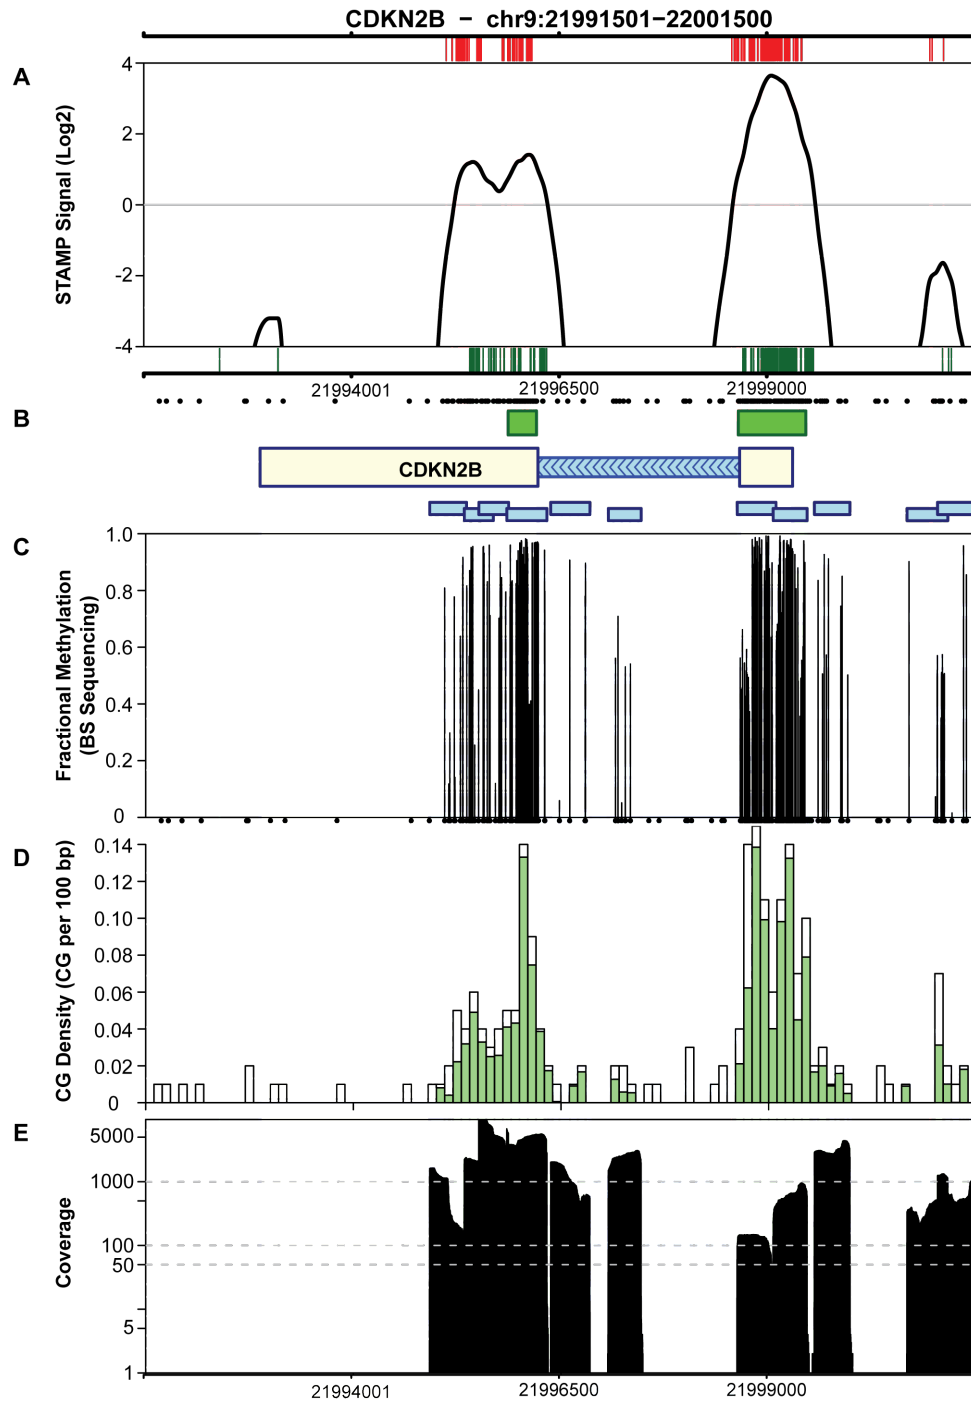 CDKN2B – chr9:21991501–22001500
A
STAMP Signal (Log2)
4
2
0
-2
-4
21994001
21996500
21999000
B
CDKN2B
C
Fractional Methylation
(BS Sequencing)
1.0
0.8
0.6
0.4
0.2
0
D
CG Density (CG per 100 bp)
0.14
0.12
0.10
0.08
0.06
0.04
0.02
0
E
Coverage
5000
1000
100
50
5
1
21994001
21996500
21999000